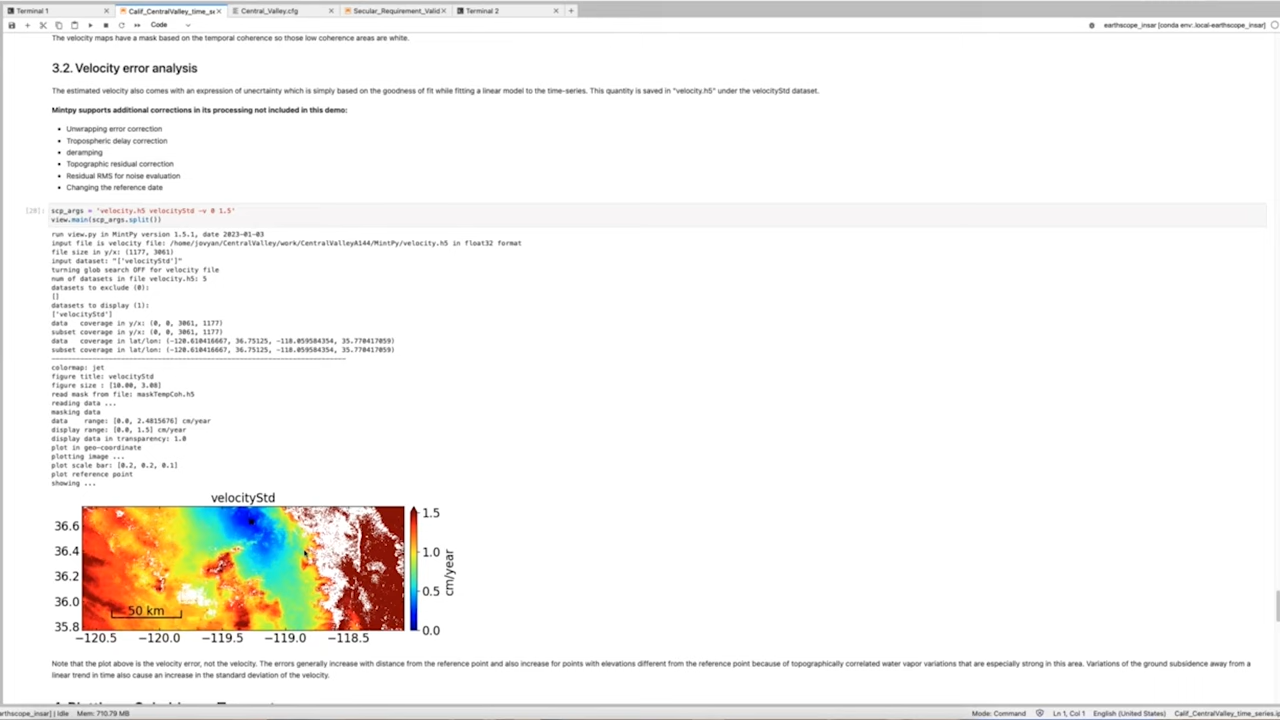 Terminal 1
Calif_CentralValley_time_se
Central_Valley.cfg
Secular_Requirement_Valid
Terminal 2
Code
earthscope_insar [conda env:.local-earthscope_insar]
The velocity maps have a mask based on the temporal coherence so those low coherence areas are white.
3.2. Velocity error analysis
The estimated velocity also comes with an expression of unecrtainty which is simply based on the goodness of fit while fitting a linear model to the time-series. This quantity is saved in "velocity.h5" under the velocityStd dataset.
Mintpy supports additional corrections in its processing not included in this demo:
• Unwrapping error correction
• Tropospheric delay correction
• deramping
• Topographic residual correction
• Residual RMS for noise evaluation
• Changing the reference date
[20]: scp_args = 'velocity.h5 velocityStd -v 0 1.5'
view.main(scp_args.split())
run view.py in MintPy version 1.5.1, date 2023-01-03
input file is velocity file: /home/jovyan/CentralValley/work/CentralValleyA144/MintPy/velocity.h5 in float32 format
file size in y/x: (1177, 3061)
input dataset: "['velocityStd']"
turning glob search OFF for velocity file
num of datasets in file velocity.h5: 5
datasets to exclude (0):
[]
datasets to display (1):
['velocityStd']
data   coverage in y/x: (0, 0, 3061, 1177)
subset coverage in y/x: (0, 0, 3061, 1177)
data   coverage in lat/lon: (-120.610416667, 36.75125, -118.059584354, 35.770417059)
subset coverage in lat/lon: (-120.610416667, 36.75125, -118.059584354, 35.770417059)
colormap: jet
figure title: velocityStd
figure size : [10.00, 3.08]
read mask from file: maskTempCoh.h5
reading data ...
masking data
data    range: [0.0, 2.4815676] cm/year
display range: [0.0, 1.5] cm/year
display data in transparency: 1.0
plot in geo-coordinate
plotting image ...
plot scale bar: [0.2, 0.2, 0.1]
plot reference point
showing ...
velocityStd
36.6
36.4
36.2
36.0
35.8
50 km
−120.5 −120.0 −119.5 −119.0 −118.5
1.5
1.0
0.5
0.0
cm/year
Note that the plot above is the velocity error, not the velocity. The errors generally increase with distance from the reference point and also increase for points with elevations different from the reference point because of topographically correlated water vapor variations that are especially strong in this area. Variations of the ground subsidence away from a
linear trend in time also cause an increase in the standard deviation of the velocity.
earthscope_insar] | Idle Mem: 710.79 MB
Mode: Command
Ln 1, Col 1
English (United States)
Calif_CentralValley_time_series.ip